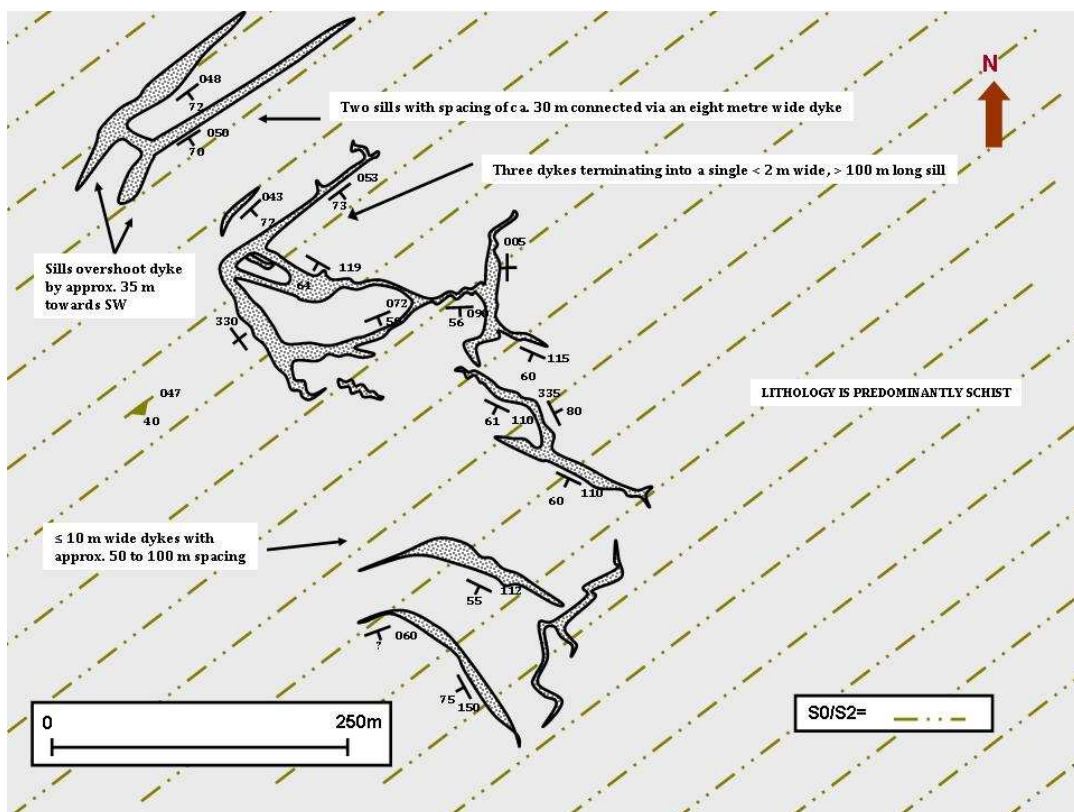 N
048
72
Two sills with spacing of ca. 30 m connected via an eight metre wide dyke
050
70
Three dykes terminating into a single < 2 m wide, > 100 m long sill
053
73
043
72
005
Sills overshoot dyke
by approx. 35 m
towards SW
119
64
072
330
56
115
60
047
40
335
80
LITHOLOGY IS PREDOMINANTLY SCHIST
61
110
110
60
≤ 10 m wide dykes with
approx. 50 to 100 m spacing
112
55
060
?
75
150
0
250m
S0/S2=